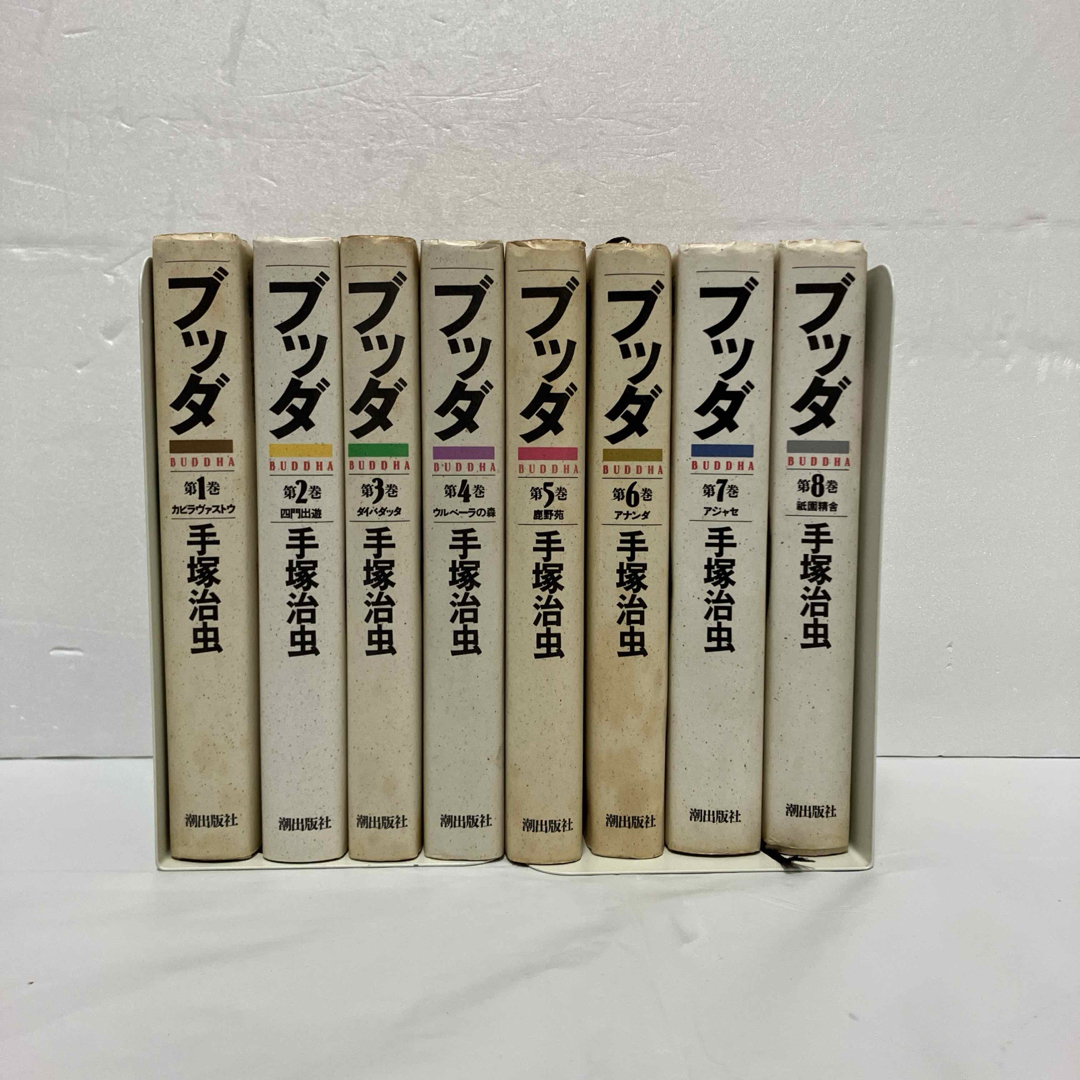 ブッダ
BUDDHA
第1巻
カピラヴァストウ
手塚治虫
潮出版社
ブッダ
BUDDHA
第2巻
四門出遊
手塚治虫
潮出版社
ブッダ
BUDDHA
第3巻
ダイバダッタ
手塚治虫
潮出版社
ブッダ
BUDDHA
第4巻
ウルベーラの森
手塚治虫
潮出版社
ブッダ
BUDDHA
第5巻
鹿野苑
手塚治虫
潮出版社
ブッダ
BUDDHA
第6巻
アナンダ
手塚治虫
潮出版社
ブッダ
BUDDHA
第7巻
アジャセ
手塚治虫
潮出版社
ブッダ
BUDDHA
第8巻
祇園精舎
手塚治虫
潮出版社